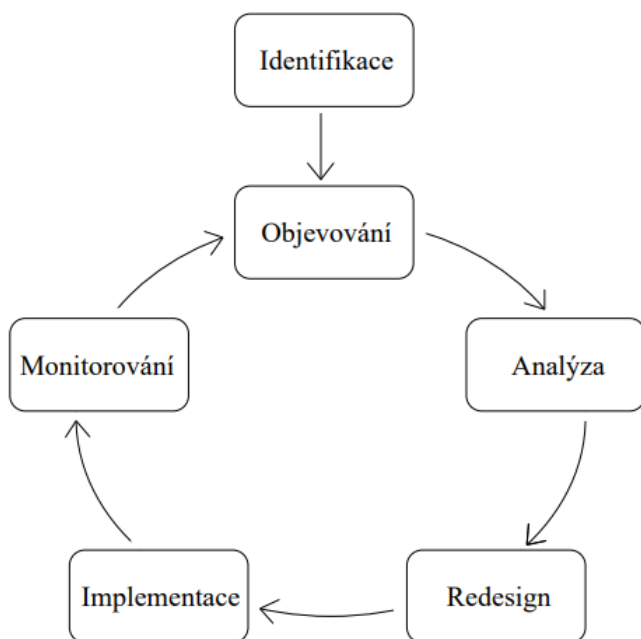 Identifikace
Objevování
Monitorování
Analýza
Implementace
Redesign